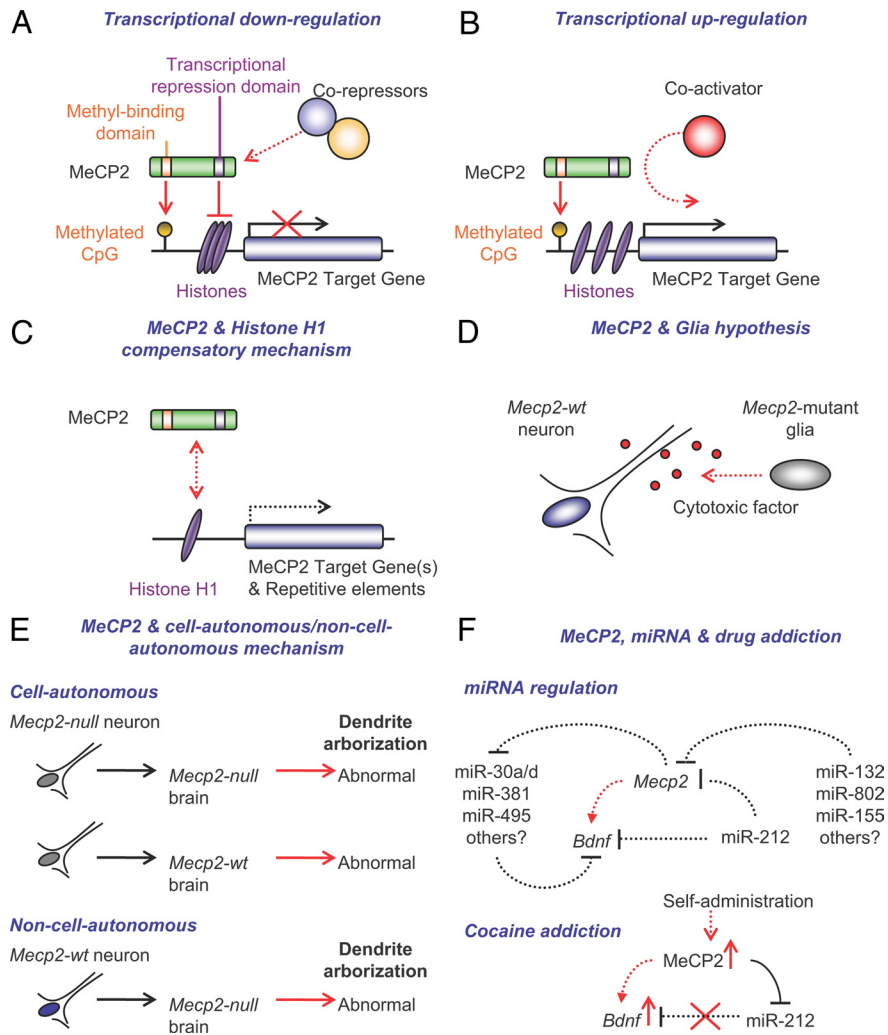 A
Transcriptional down-regulation
Transcriptional
repression domain
Co-repressors
Methyl-binding
domain
MeCP2
Methylated
CpG
Histones
MeCP2 Target Gene
B
Transcriptional up-regulation
Co-activator
MeCP2
Methylated
CpG
Histones
MeCP2 Target Gene
C
MeCP2 & Histone H1
compensatory mechanism
MeCP2
Histone H1
MeCP2 Target Gene(s)
& Repetitive elements
D
MeCP2 & Glia hypothesis
Mecp2-wt
neuron
Mecp2-mutant
glia
Cytotoxic factor
E
MeCP2 & cell-autonomous/non-cell-
autonomous mechanism
Cell-autonomous
Mecp2-null neuron
Dendrite
arborization
Mecp2-null
brain
Abnormal
Mecp2-wt
brain
Abnormal
Non-cell-autonomous
Mecp2-wt neuron
Dendrite
arborization
Mecp2-null
brain
Abnormal
F
MeCP2, miRNA & drug addiction
miRNA regulation
miR-30a/d
miR-381
miR-495
others?
Mecp2
Bdnf
miR-212
miR-132
miR-802
miR-155
others?
Self-administration
Cocaine addiction
MeCP2
Bdnf
miR-212